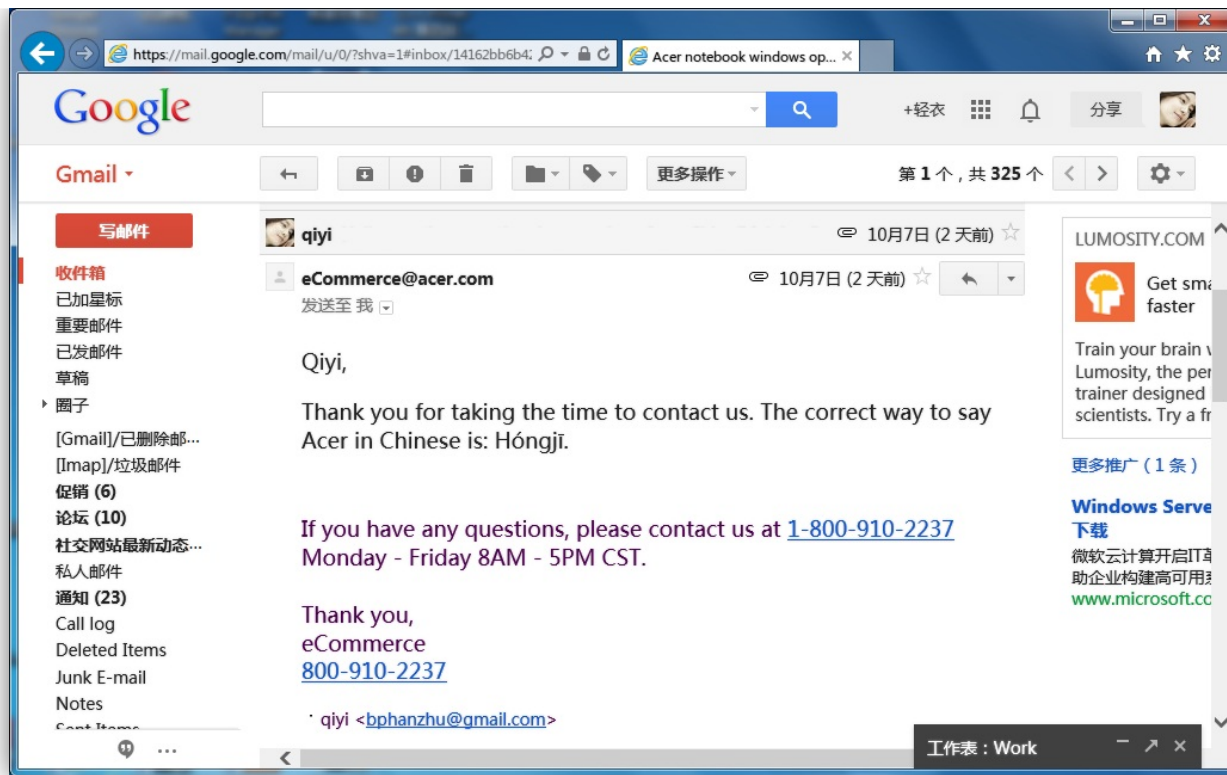 https://mail.google.com/mail/u/0/?shva=1#inbox/14162bb6b42
Acer notebook windows op...
Google
+轻衣
分享
Gmail
更多操作
第 1 个，共 325 个
写邮件
收件箱
已加星标
重要邮件
已发邮件
草稿
圈子
[Gmail]/已删除邮...
[Imap]/垃圾邮件
促销 (6)
论坛 (10)
社交网站最新动态...
私人邮件
通知 (23)
Call log
Deleted Items
Junk E-mail
Notes
Sent Items
...
qiyi
10月7日 (2 天前)
eCommerce@acer.com
10月7日 (2 天前)
发送至 我
Qiyi,
Thank you for taking the time to contact us. The correct way to say
Acer in Chinese is: Hóngjī.
If you have any questions, please contact us at 1-800-910-2237
Monday - Friday 8AM - 5PM CST.
Thank you,
eCommerce
800-910-2237
qiyi <bphanzhu@gmail.com>
LUMOSITY.COM
Get sma
faster
Train your brain
Lumosity, the per
trainer designed
scientists. Try a fr
更多推广（1 条）
Windows Serve
下载
微软云计算开启IT
助企业构建高可用
www.microsoft.co
工作表：Work